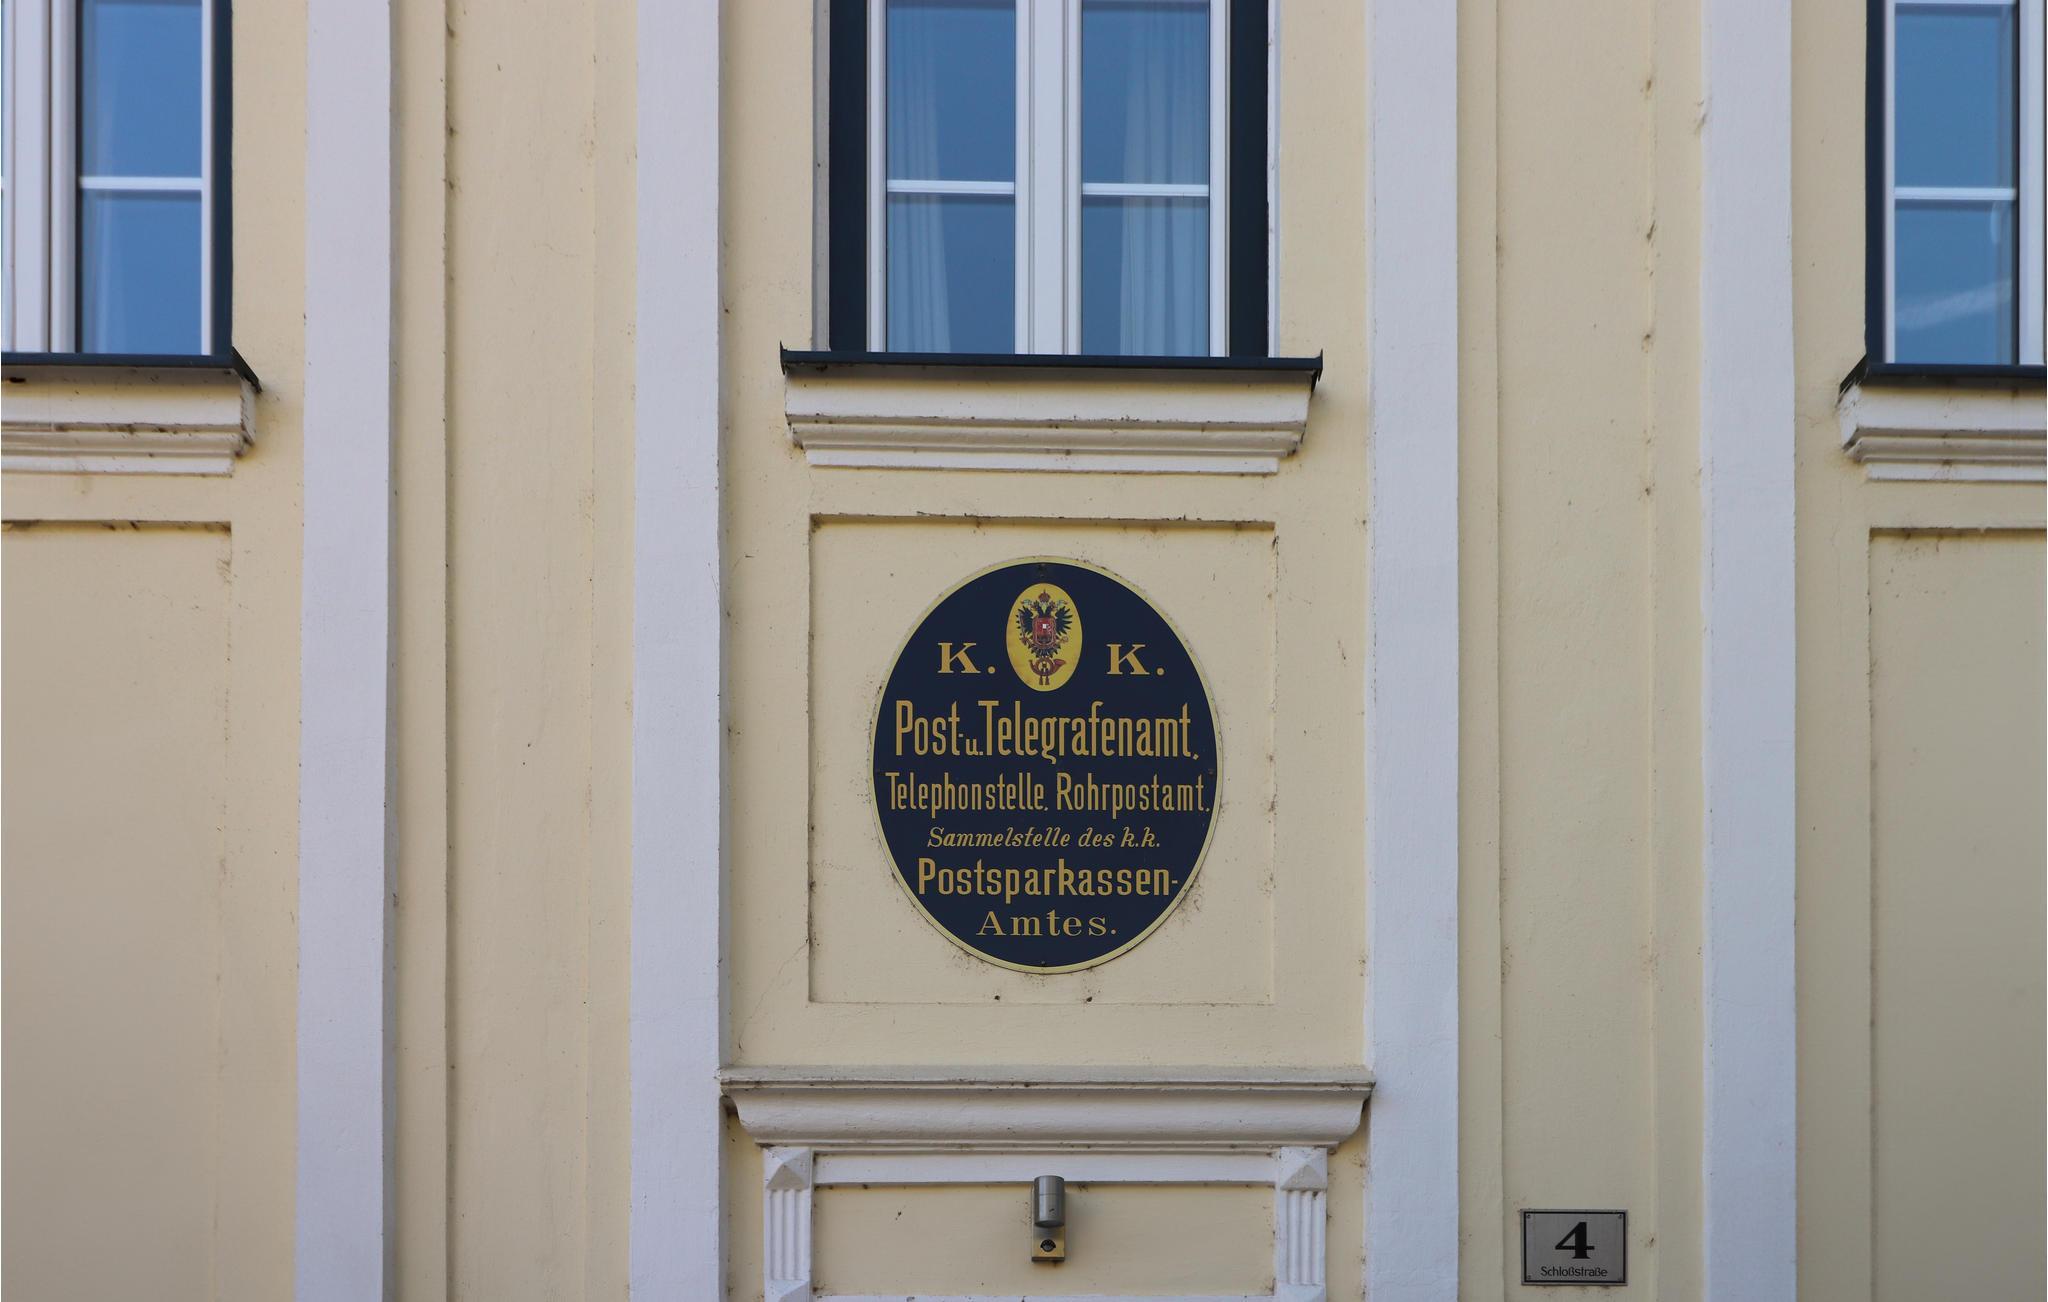 K. K.
Post- u. Telegrafenamt,
Telephonstelle, Rohrpostamt.
Sammelstelle des k.k.
Postsparkassen-
Amtes.
4
Schloßstraße